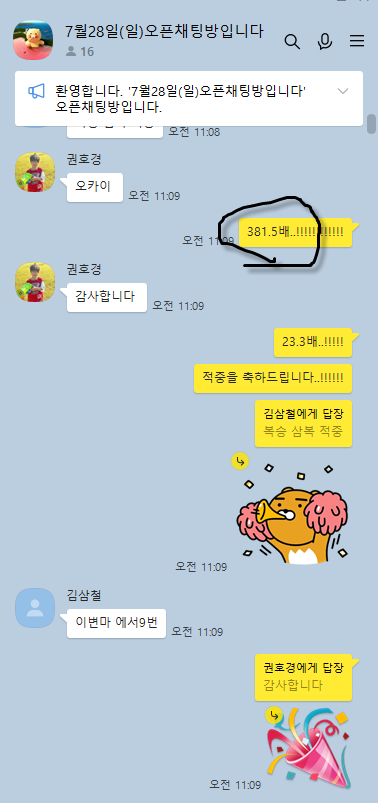 7월28일(일)오픈채팅방입니다
16
환영합니다. '7월28일(일)오픈채팅방입니다'
오픈채팅방입니다.
오전 11:08
권호경
오카이
오전 11:09
오전 11:09
381.5배..!!!!!!!!!!!!!
권호경
감사합니다
오전 11:09
23.3배..!!!!!
적중을 축하드립니다..!!!!!!
김삼철에게 답장
복승 삼복 적중
오전 11:09
김삼철
이변마 에서9번
오전 11:09
권호경에게 답장
감사합니다
오전 11:09